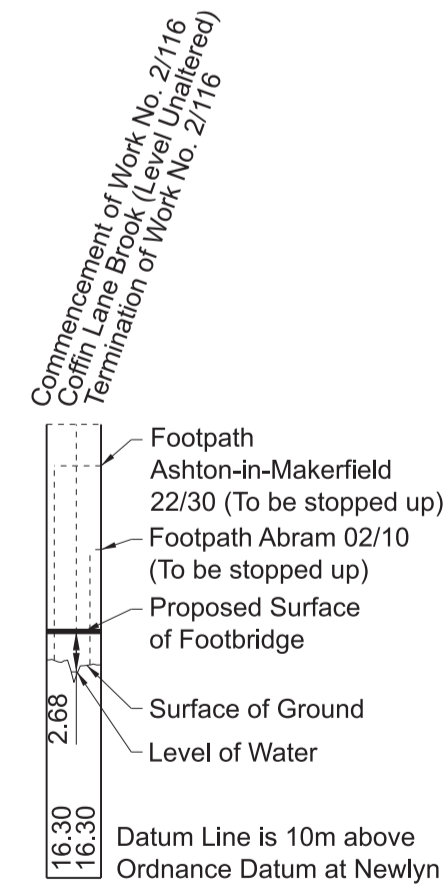 Commencement of Work No. 2/116
Coffin Lane Brook (Level Unaltered)
Termination of Work No. 2/116
Footpath
Ashton-in-Makerfield
22/30 (To be stopped up)
Footpath Abram 02/10
(To be stopped up)
Proposed Surface
of Footbridge
2.68
Surface of Ground
Level of Water
16.30
16.30
Datum Line is 10m above
Ordnance Datum at Newlyn